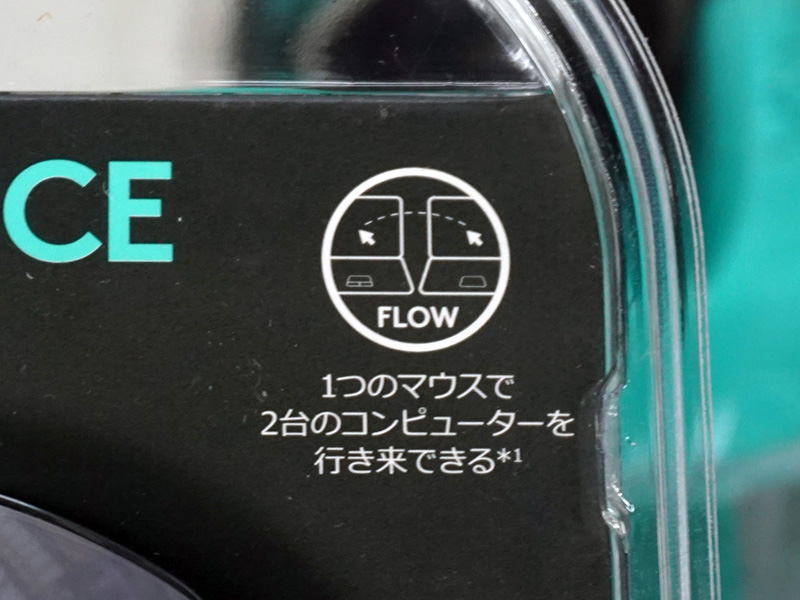 CE
FLOW
1つのマウスで
2台のコンピューターを
行き来できる*1